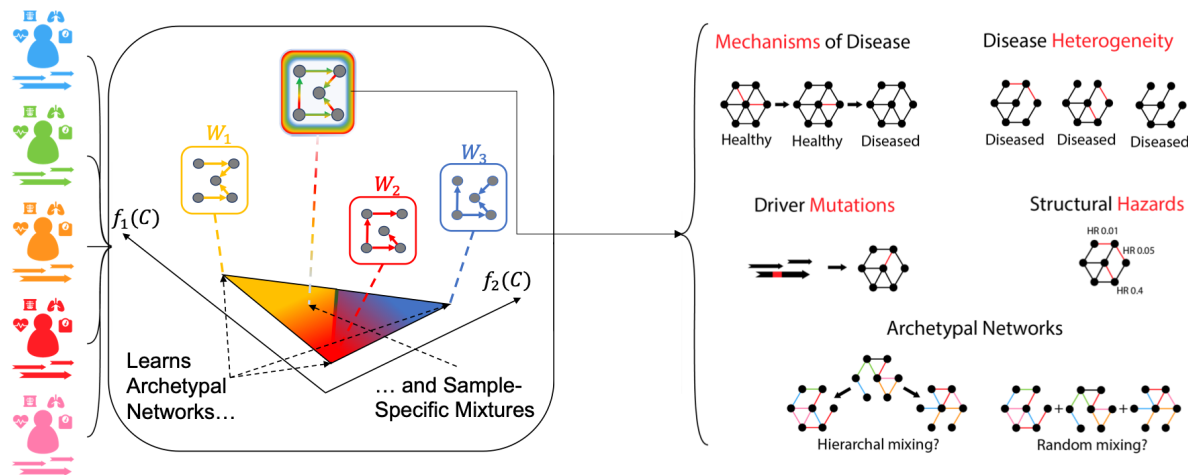 W₁
W₂
W₃
f₁(C)
f₂(C)
Learns
Archetypal
Networks…
… and Sample-
Specific Mixtures
Mechanisms of Disease
Healthy
Healthy
Diseased
Disease Heterogeneity
Diseased
Diseased
Diseased
Driver Mutations
Structural Hazards
HR 0.01
HR 0.05
HR 0.4
Archetypal Networks
Hierarchal mixing?
+
+
Random mixing?